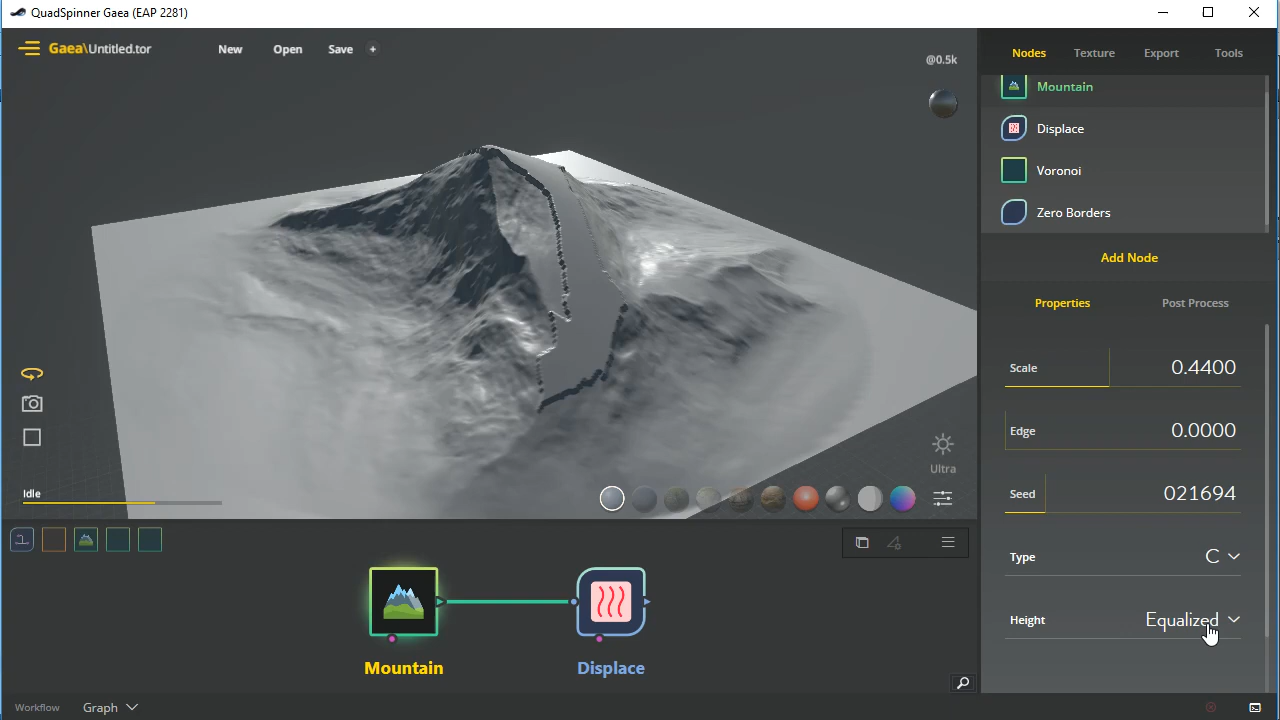 QuadSpinner Gaea (EAP 2281)
Gaea\Untitled.tor
New
Open
Save
+
@0.5k
Nodes
Texture
Export
Tools
Mountain
Displace
Voronoi
Zero Borders
Add Node
Properties
Post Process
Scale
0.4400
Edge
0.0000
Seed
021694
Type
C
Height
Equalized
Ultra
Idle
Mountain
Displace
Workflow
Graph